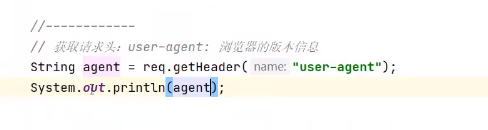 //------------
// 获取请求头：user-agent: 浏览器的版本信息
String agent = req.getHeader( name: "user-agent");
System.out.println(agent);